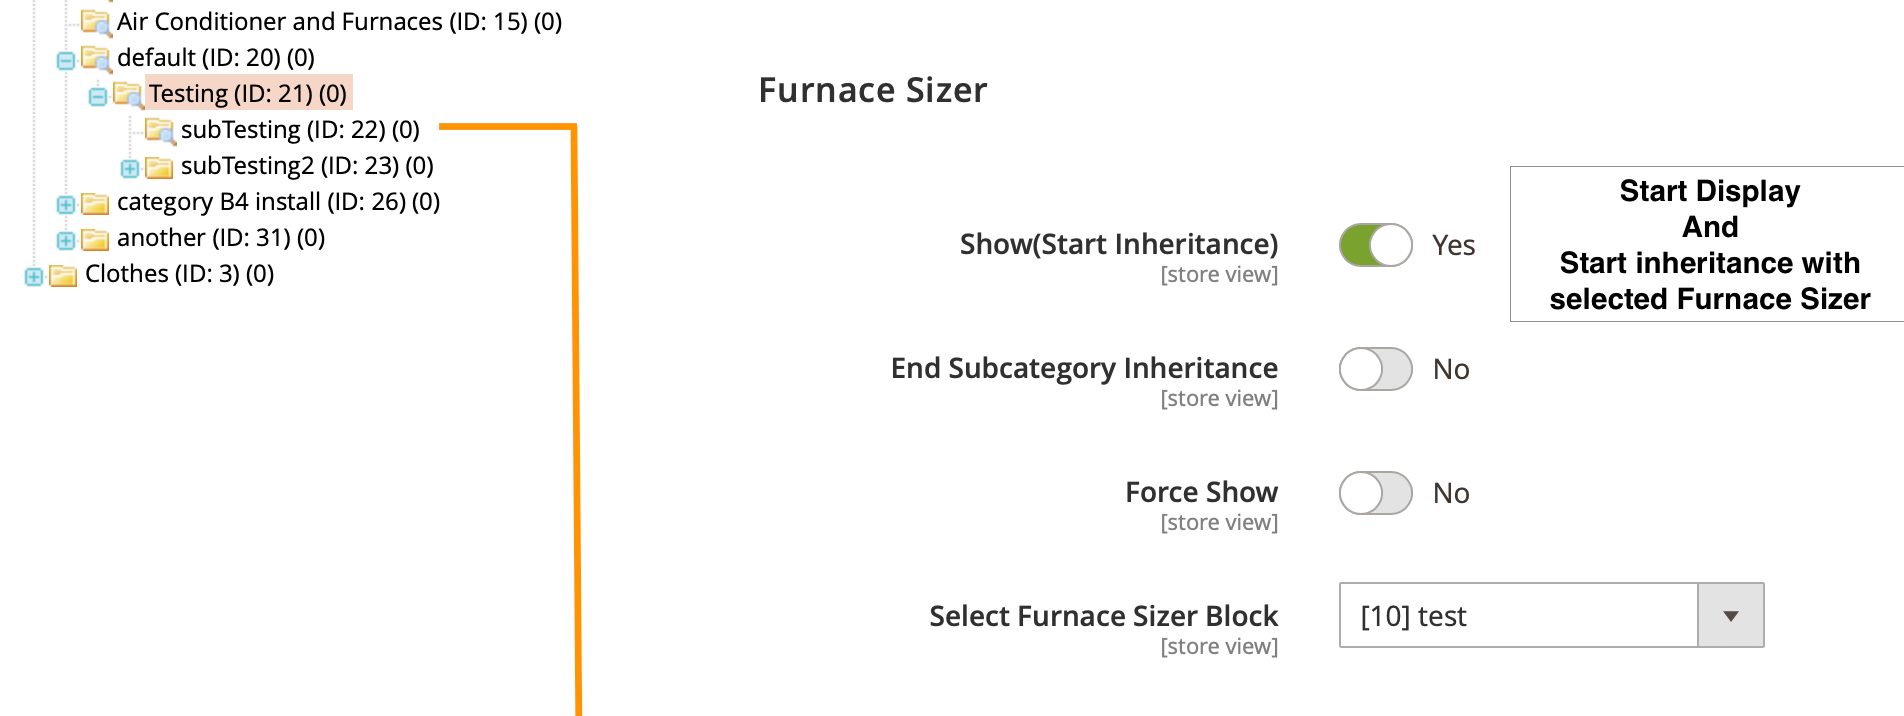 Air Conditioner and Furnaces (ID: 15) (0)
default (ID: 20) (0)
Testing (ID: 21) (0)
subTesting (ID: 22) (0)
subTesting2 (ID: 23) (0)
category B4 install (ID: 26) (0)
another (ID: 31) (0)
Clothes (ID: 3) (0)
Furnace Sizer
Show(Start Inheritance)
[store view]
Yes
Start Display
And
Start inheritance with
selected Furnace Sizer
End Subcategory Inheritance
[store view]
No
Force Show
[store view]
No
Select Furnace Sizer Block
[store view]
[10] test